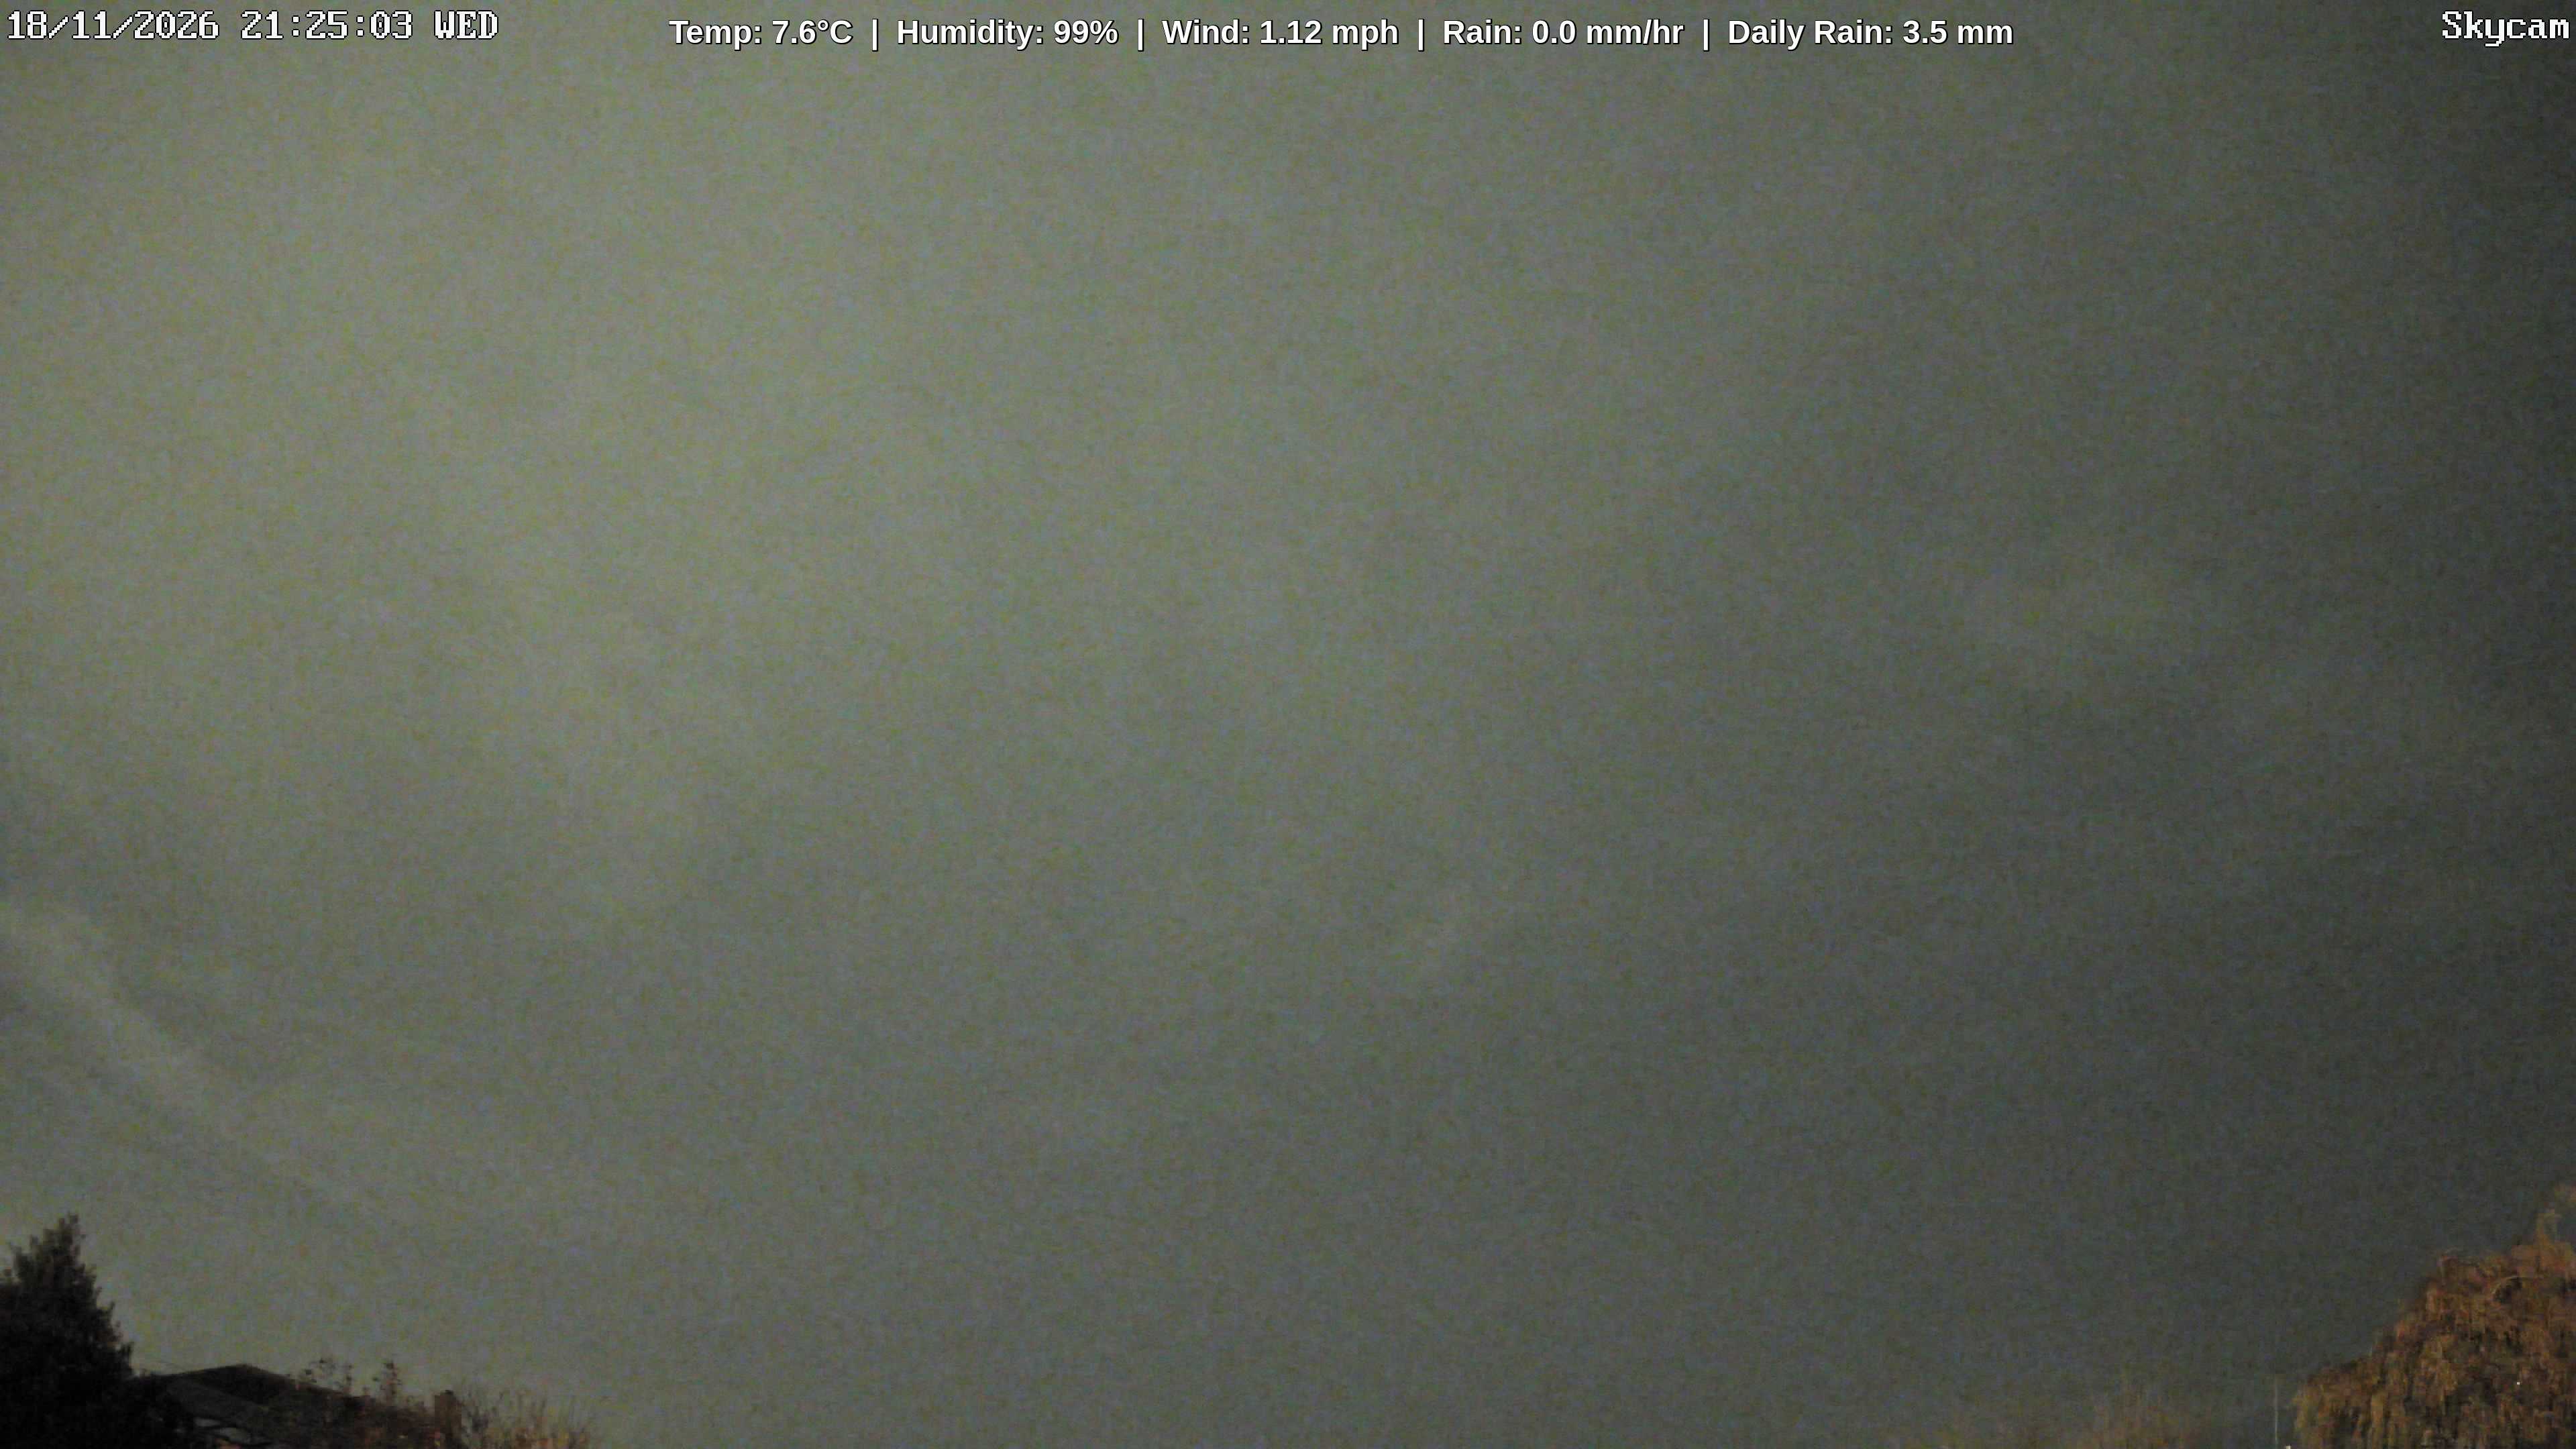 18/11/2026 21:25:03 WED
Temp: 7.6°C | Humidity: 99% | Wind: 1.12 mph | Rain: 0.0 mm/hr | Daily Rain: 3.5 mm
Skycam